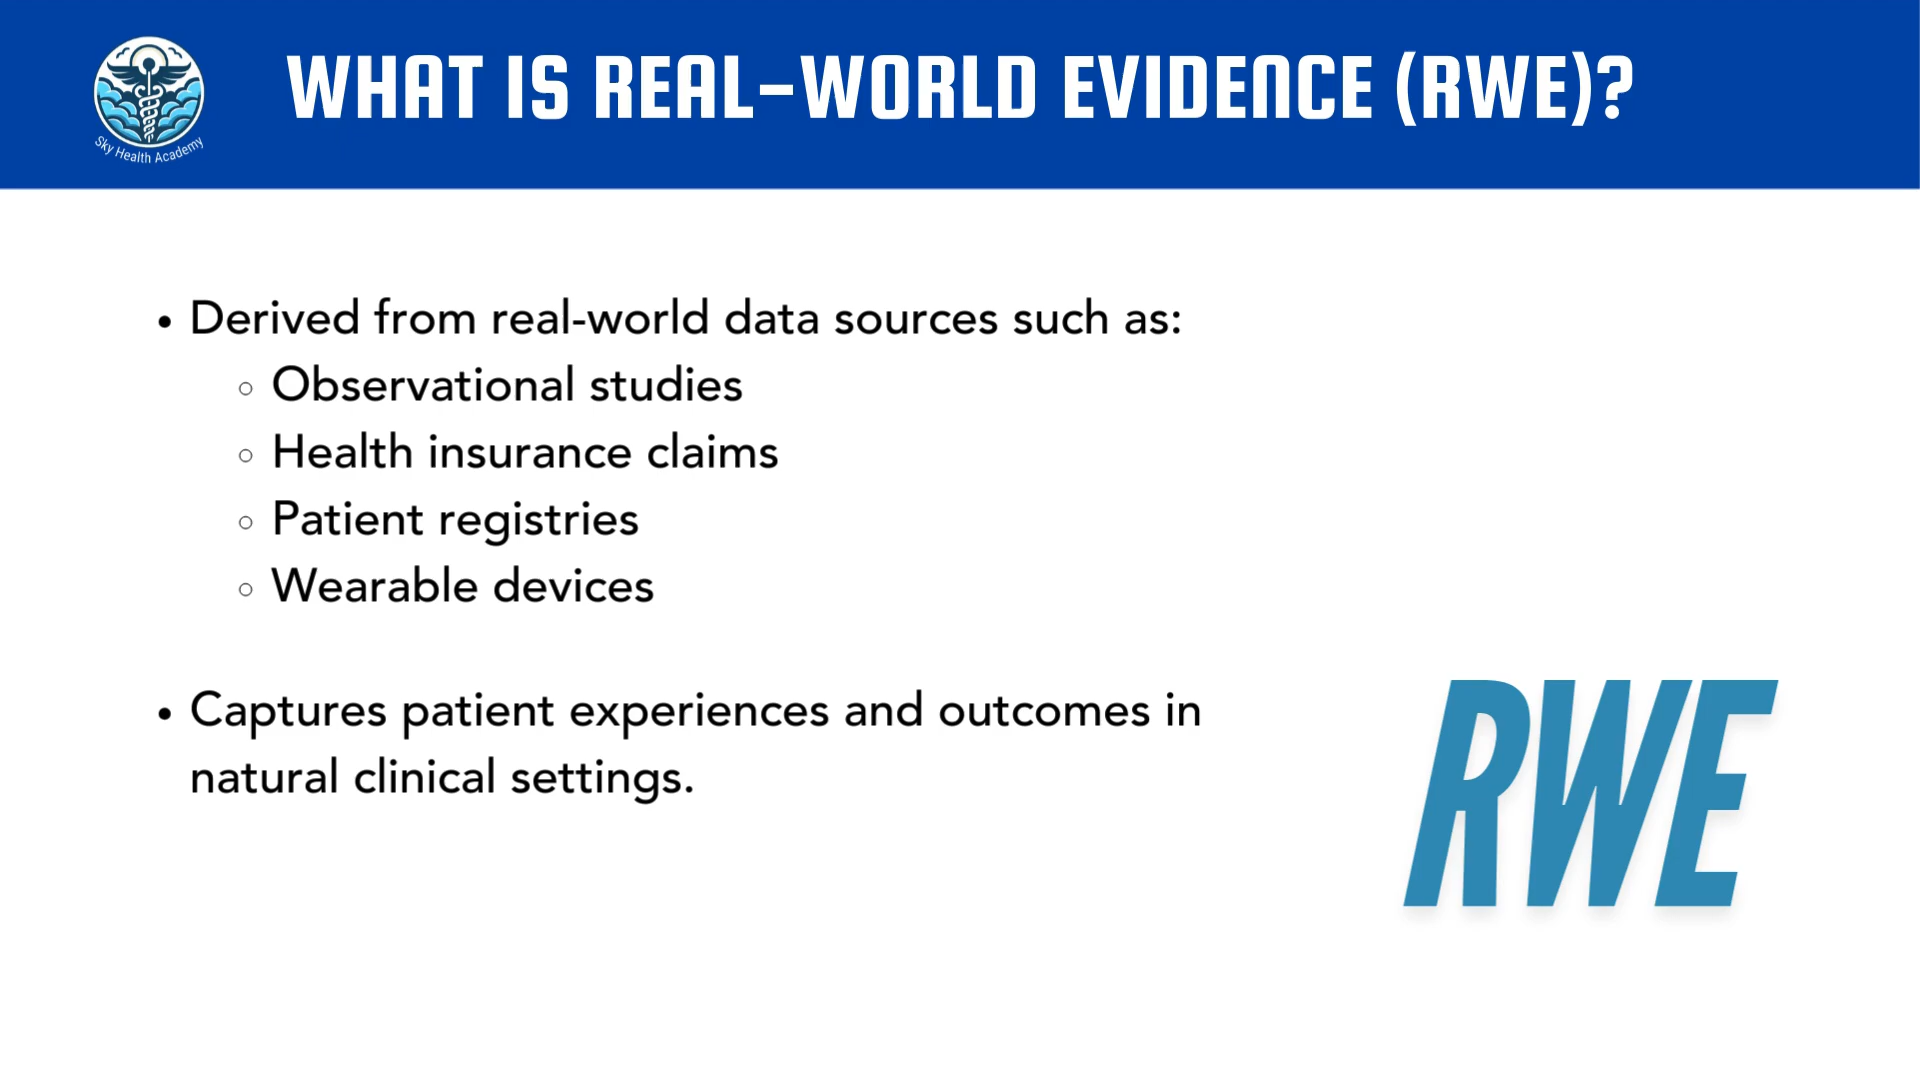 WHAT IS REAL-WORLD EVIDENCE (RWE)?
Sky Health Academy
• Derived from real-world data sources such as:
◦ Observational studies
◦ Health insurance claims
◦ Patient registries
◦ Wearable devices
• Captures patient experiences and outcomes in
natural clinical settings.
RWE